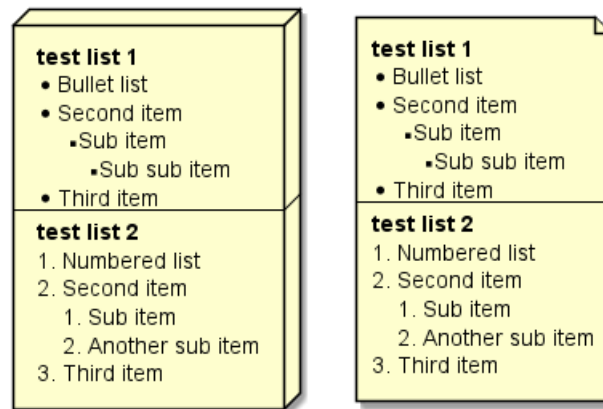 test list 1
• Bullet list
• Second item
▪Sub item
▪Sub sub item
• Third item
test list 2
1. Numbered list
2. Second item
1. Sub item
2. Another sub item
3. Third item
test list 1
• Bullet list
• Second item
▪Sub item
▪Sub sub item
• Third item
test list 2
1. Numbered list
2. Second item
1. Sub item
2. Another sub item
3. Third item